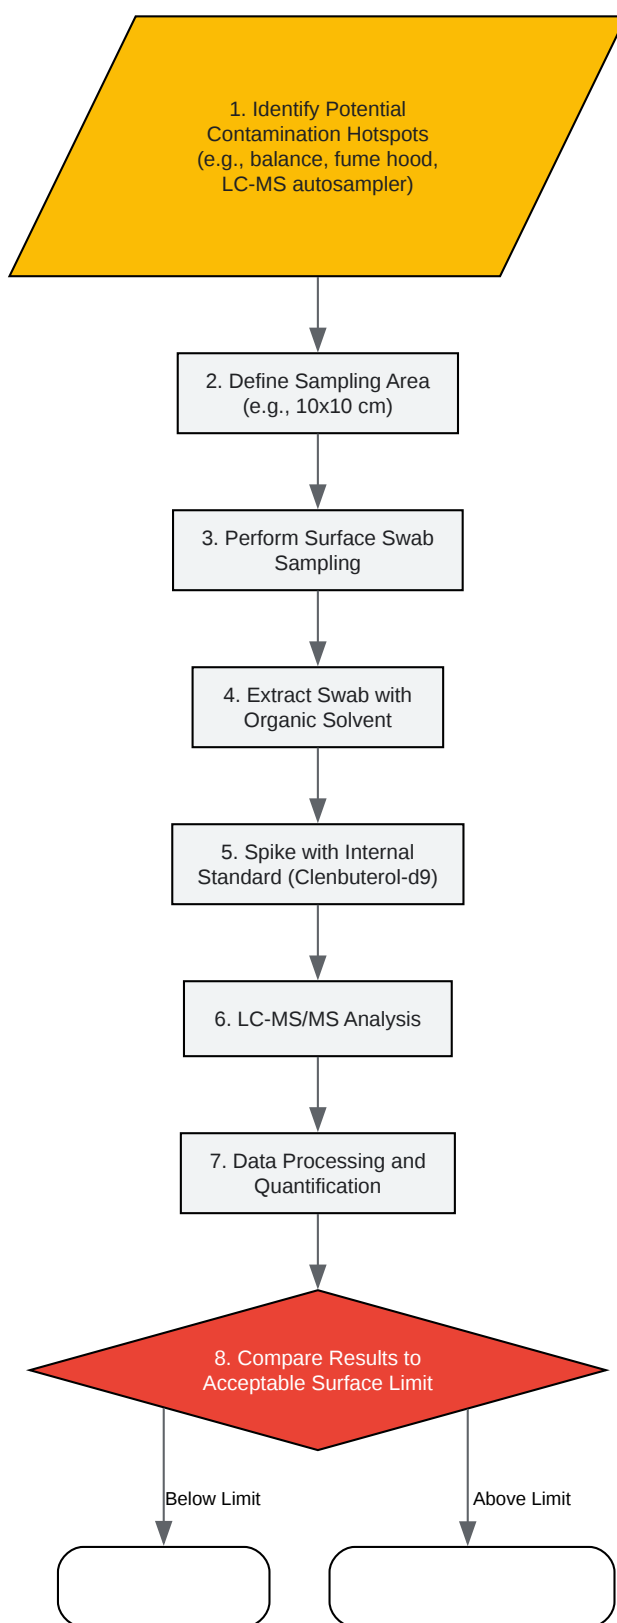 1. Identify Potential
Contamination Hotspots
(e.g., balance, fume hood,
LC-MS autosampler)
2. Define Sampling Area
(e.g., 10x10 cm)
3. Perform Surface Swab
Sampling
4. Extract Swab with
Organic Solvent
5. Spike with Internal
Standard (Clenbuterol-d9)
6. LC-MS/MS Analysis
7. Data Processing and
Quantification
8. Compare Results to
Acceptable Surface Limit
Below Limit
Above Limit